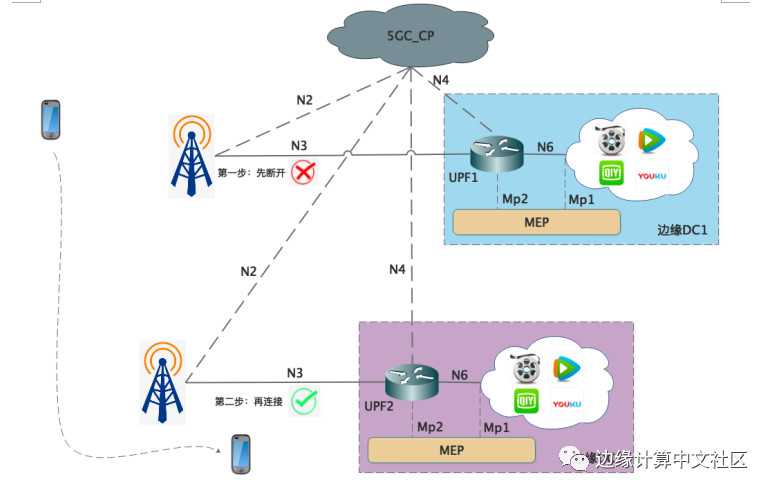 5GC_CP
N4
N2
N3
N6
第一步：先断开
UPF1
QIY
YOUKU
Mp2
Mp1
MEP
边缘DC1
N2
N4
N3
N6
第二步：再连接
UPF2
QIY
YOUKU
Mp2
Mp1
MEP
边缘计算中文社区